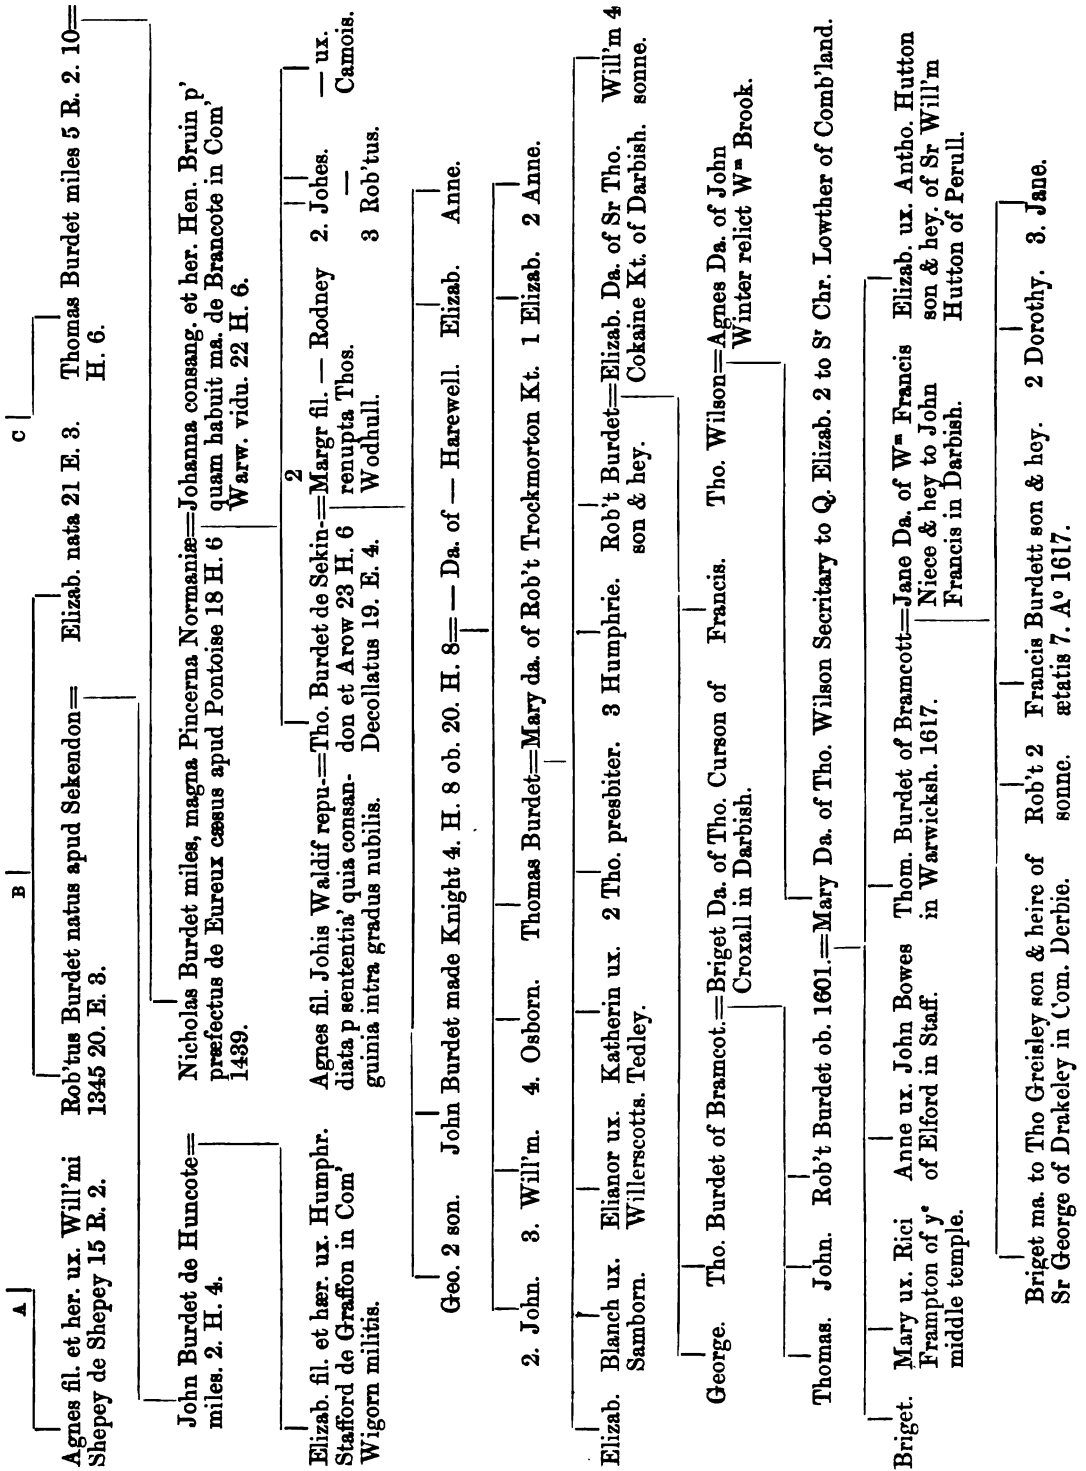 A
B
C
Agnes fil. et her. ux. Will'mi
Shepey de Shepey 15 R. 2.
Rob'tus Burdet natus apud Sekendon=
1345 20. E. 3.
Elizab. nata 21 E. 3.
Thomas Burdet miles 5 R. 2. 10=
H. 6.
John Burdet de Huncote=
miles. 2. H. 4.
Nicholas Burdet miles, magna Pincerna Normaniæ=Johanna consang. et her. Hen. Bruin p'
præfectus de Eureux cæsus apud Pontoise 18 H. 6
1439.
quam habuit ma. de Brancote in Com'
Warw. vidu. 22 H. 6.
Elizab. fil. et hær. ux. Humphr.
Stafford de Graffon in Com'
Wigorn militis.
2
Agnes fil. Johis Waldif repu-=Tho. Burdet de Sekin-=Margr fil. — Rodney
diata p sententia' quia consan-
guinia intra gradus nubilis.
don et Arow 23 H. 6
Decollatus 19. E. 4.
renupta Thos.
Wodhull.
2. Johes.
—
3 Rob'tus.
— ux.
Camois.
Geo. 2 son.
John Burdet made Knight 4. H. 8 ob. 20. H. 8=— Da. of — Harewell.
Elizab.
Anne.
2. John.
3. Will'm.
4. Osborn.
Thomas Burdet=Mary da. of Rob't Trockmorton Kt.
1 Elizab.
2 Anne.
Elizab.
Blanch ux.
Samborn.
Elianor ux.
Willerscotts.
Katherin ux.
Tedley.
2 Tho. presbiter.
3 Humphrie.
Rob't Burdet=Elizab. Da. of Sr Tho.
son & hey.
Cokaine Kt. of Darbish.
Will'm 4
sonne.
George.
Tho. Burdet of Bramcot.=Briget Da. of Tho. Curson of
Croxall in Darbish.
Francis.
Tho. Wilson=Agnes Da. of John
Winter relict Wm Brook.
Thomas.
John.
Rob't Burdet ob. 1601.=Mary Da. of Tho. Wilson Secritary to Q. Elizab. 2 to Sr Chr. Lowther of Comb'land.
Briget.
Mary ux. Rici
Frampton of ye
middle temple.
Anne ux. John Bowes
of Elford in Staff.
Thom. Burdet of Bramcott=Jane Da. of Wm Francis
in Warwicksh. 1617.
Niece & hey to John
Francis in Darbish.
Elizab. ux. Antho. Hutton
son & hey. of Sr Will'm
Hutton of Perull.
Briget ma. to Tho Greisley son & heire of
Sr George of Drakeley in Com. Derbie.
Rob't 2
sonne.
Francis Burdett son & hey.
ætatis 7. Ao 1617.
2 Dorothy.
3. Jane.